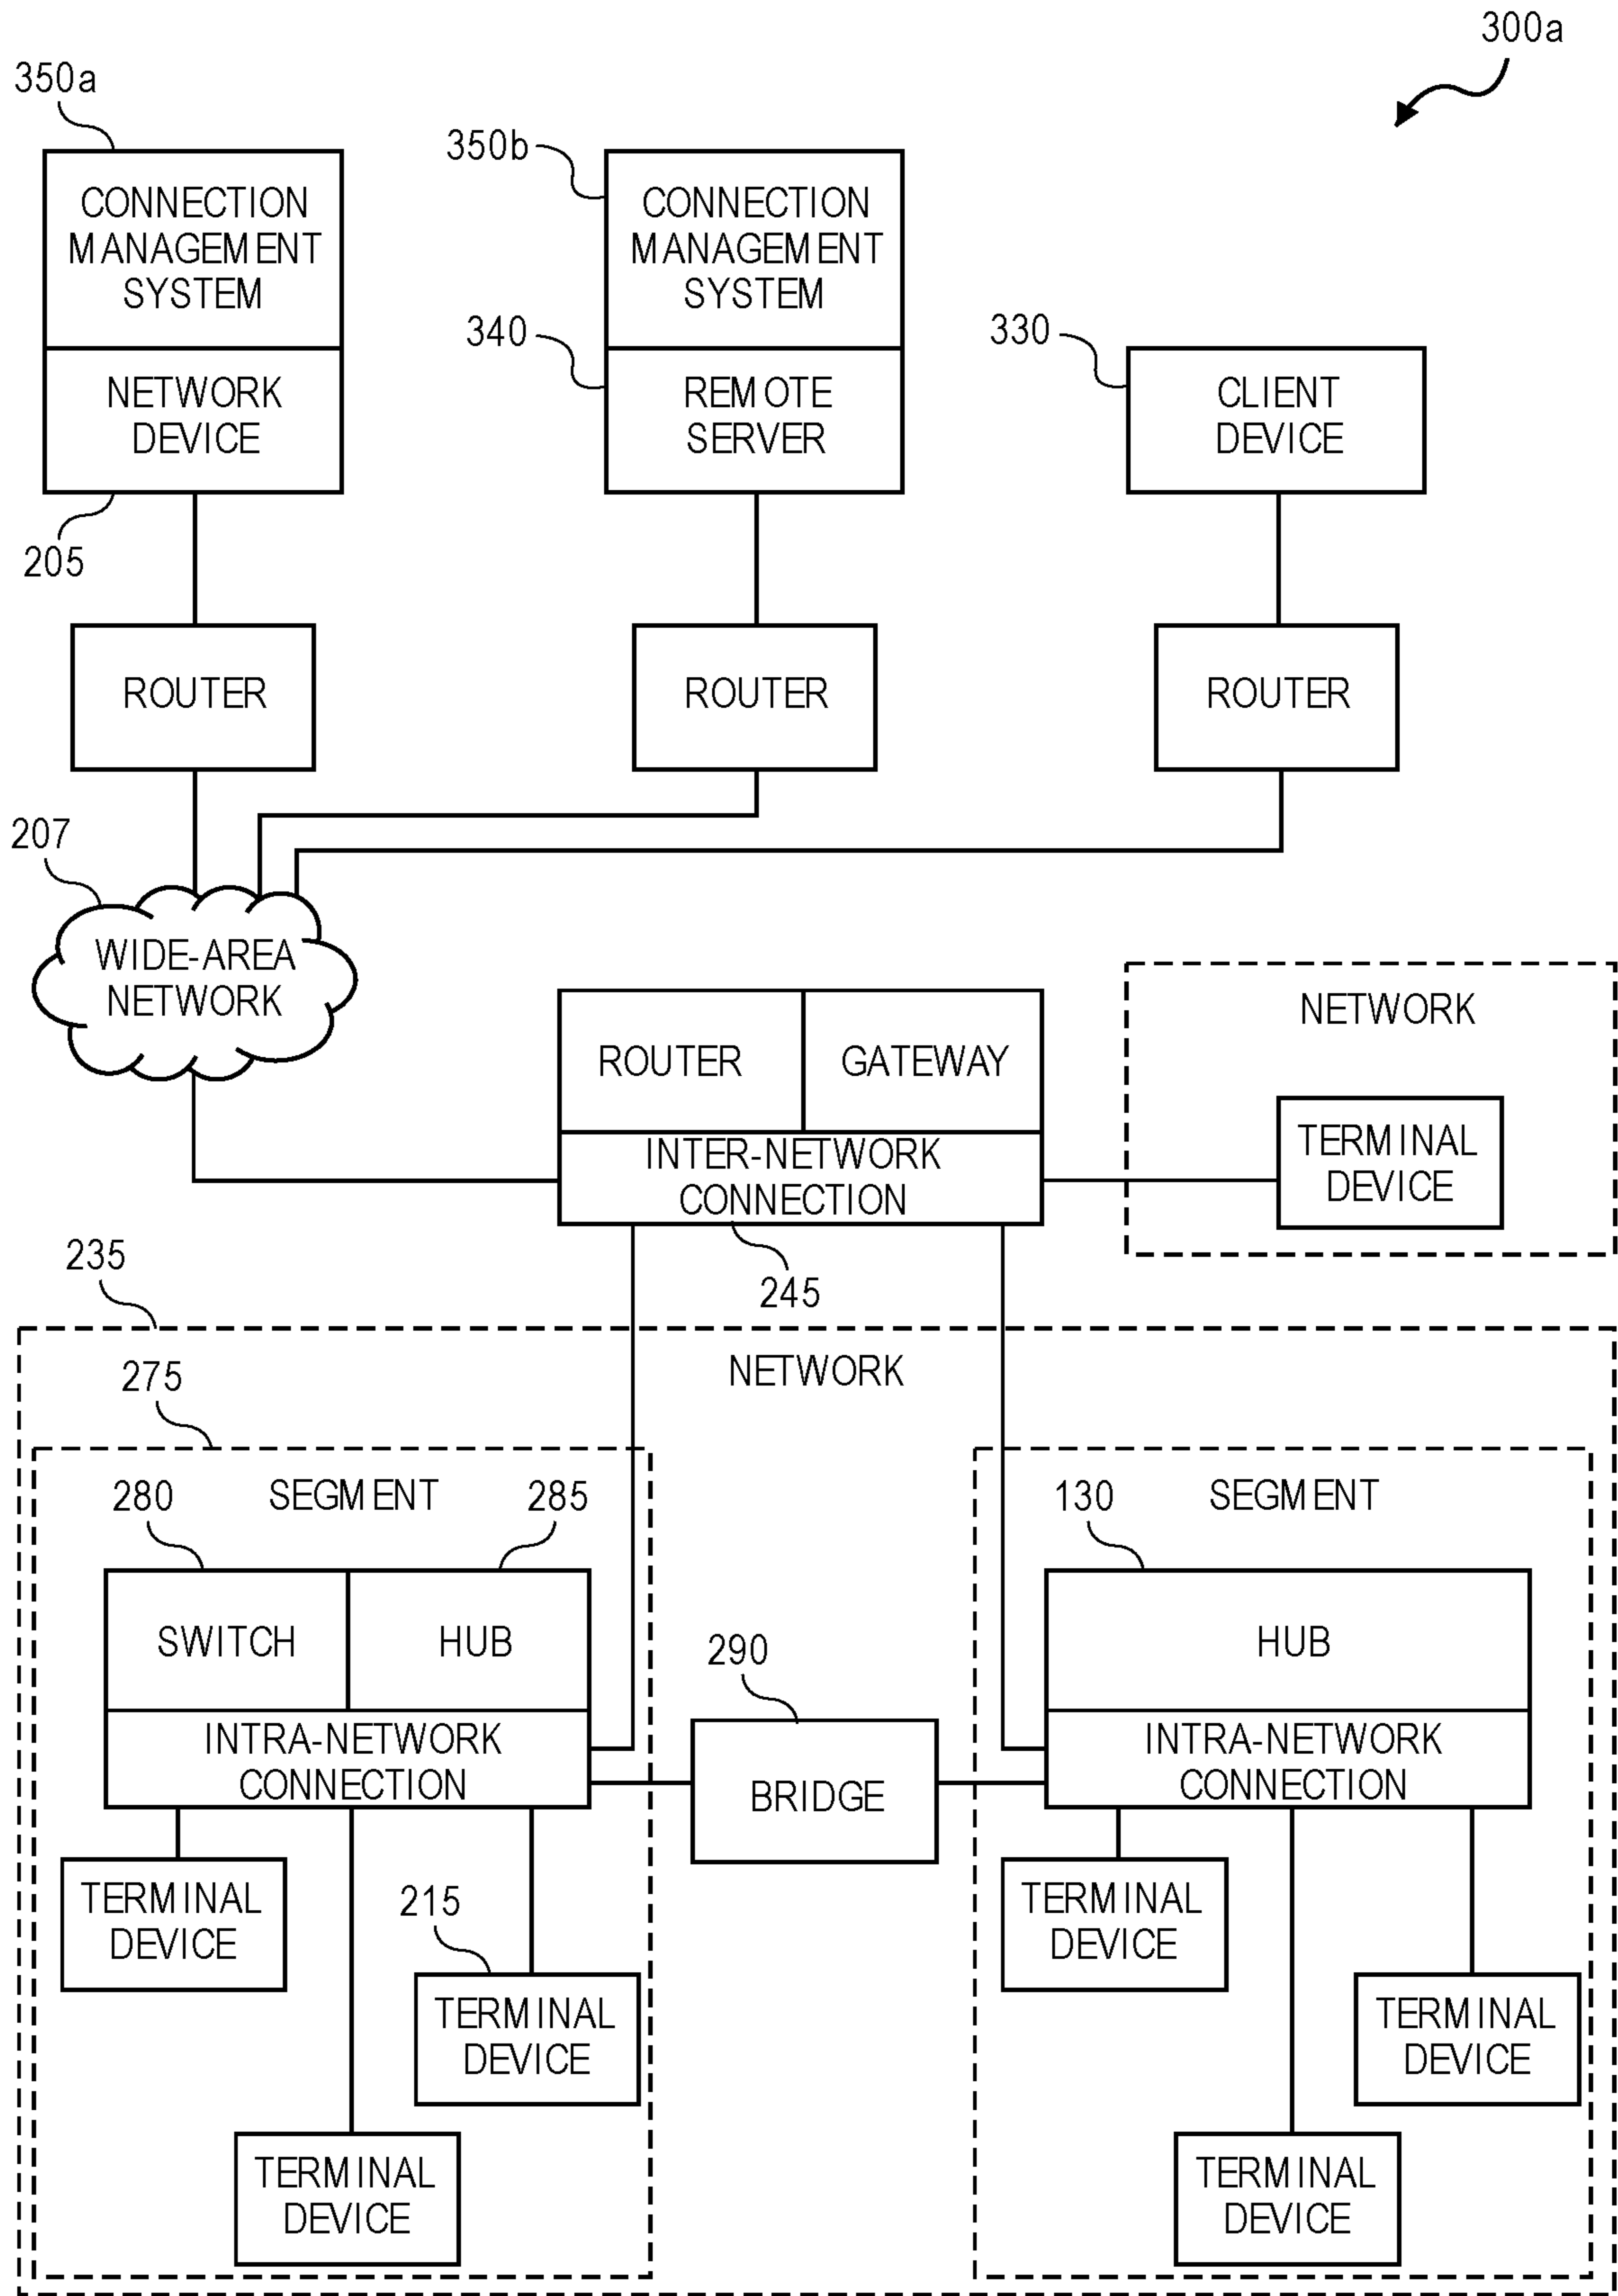 300a
350a
350b
CONNECTION
MANAGEMENT
SYSTEM
CONNECTION
MANAGEMENT
SYSTEM
340
330
NETWORK
DEVICE
REMOTE
SERVER
CLIENT
DEVICE
205
ROUTER
ROUTER
ROUTER
207
WIDE-AREA
NETWORK
ROUTER
GATEWAY
INTER-NETWORK
CONNECTION
245
NETWORK
TERMINAL
DEVICE
235
NETWORK
275
SEGMENT
280
285
SWITCH
HUB
INTRA-NETWORK
CONNECTION
TERMINAL
DEVICE
215
TERMINAL
DEVICE
TERMINAL
DEVICE
290
BRIDGE
SEGMENT
130
HUB
INTRA-NETWORK
CONNECTION
TERMINAL
DEVICE
TERMINAL
DEVICE
TERMINAL
DEVICE